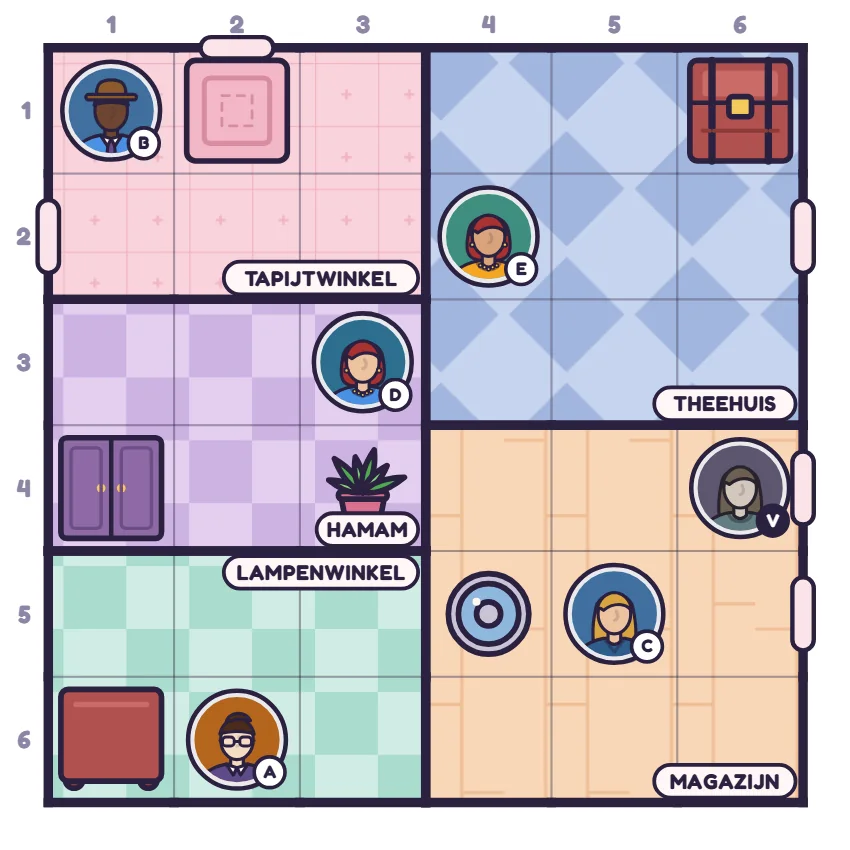 1 2 3 4 5 6
1
B
2
E
TAPIJTWINKEL
3
D
THEEHUIS
4
V
HAMAM
LAMPENWINKEL
5
C
6
A
MAGAZIJN